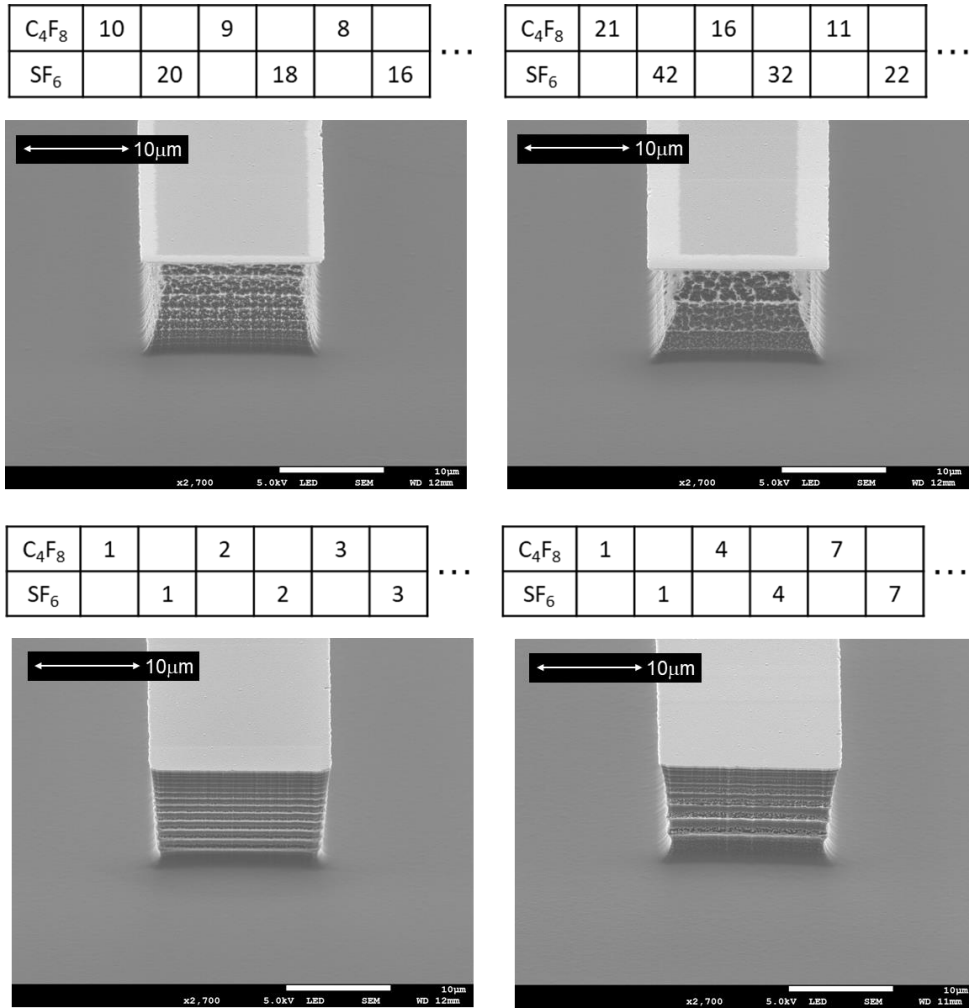 C₄F₈ 10 9 8
SF₆ 20 18 16 ...
C₄F₈ 21 16 11
SF₆ 42 32 22 ...
10μm
10μm
10μm
x2,700 5.0kV LED SEM WD 12mm
10μm
x2,700 5.0kV LED SEM WD 12mm
C₄F₈ 1 2 3
SF₆ 1 2 3 ...
C₄F₈ 1 4 7
SF₆ 1 4 7 ...
10μm
10μm
10μm
x2,700 5.0kV LED SEM WD 12mm
10μm
x2,700 5.0kV LED SEM WD 11mm